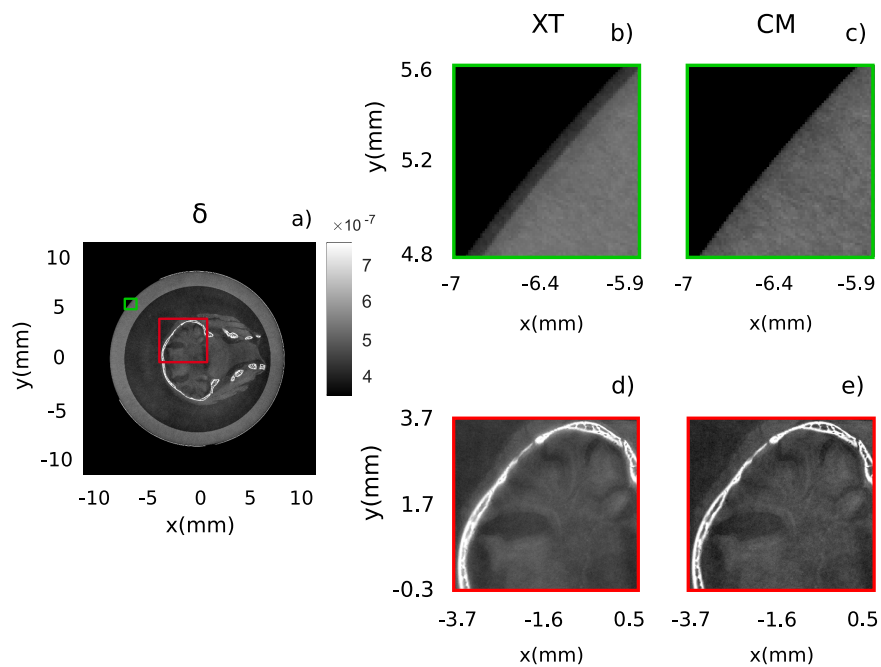 XT
b)
CM
c)
5.6
5.2
4.8
y(mm)
-7
-6.4
-5.9
x(mm)
-7
-6.4
-5.9
x(mm)
δ
a)
×10⁻⁷
10
5
0
-5
-10
y(mm)
7
6
5
4
-10
-5
0
5
10
x(mm)
d)
e)
3.7
1.7
-0.3
y(mm)
-3.7
-1.6
0.5
x(mm)
-3.7
-1.6
0.5
x(mm)